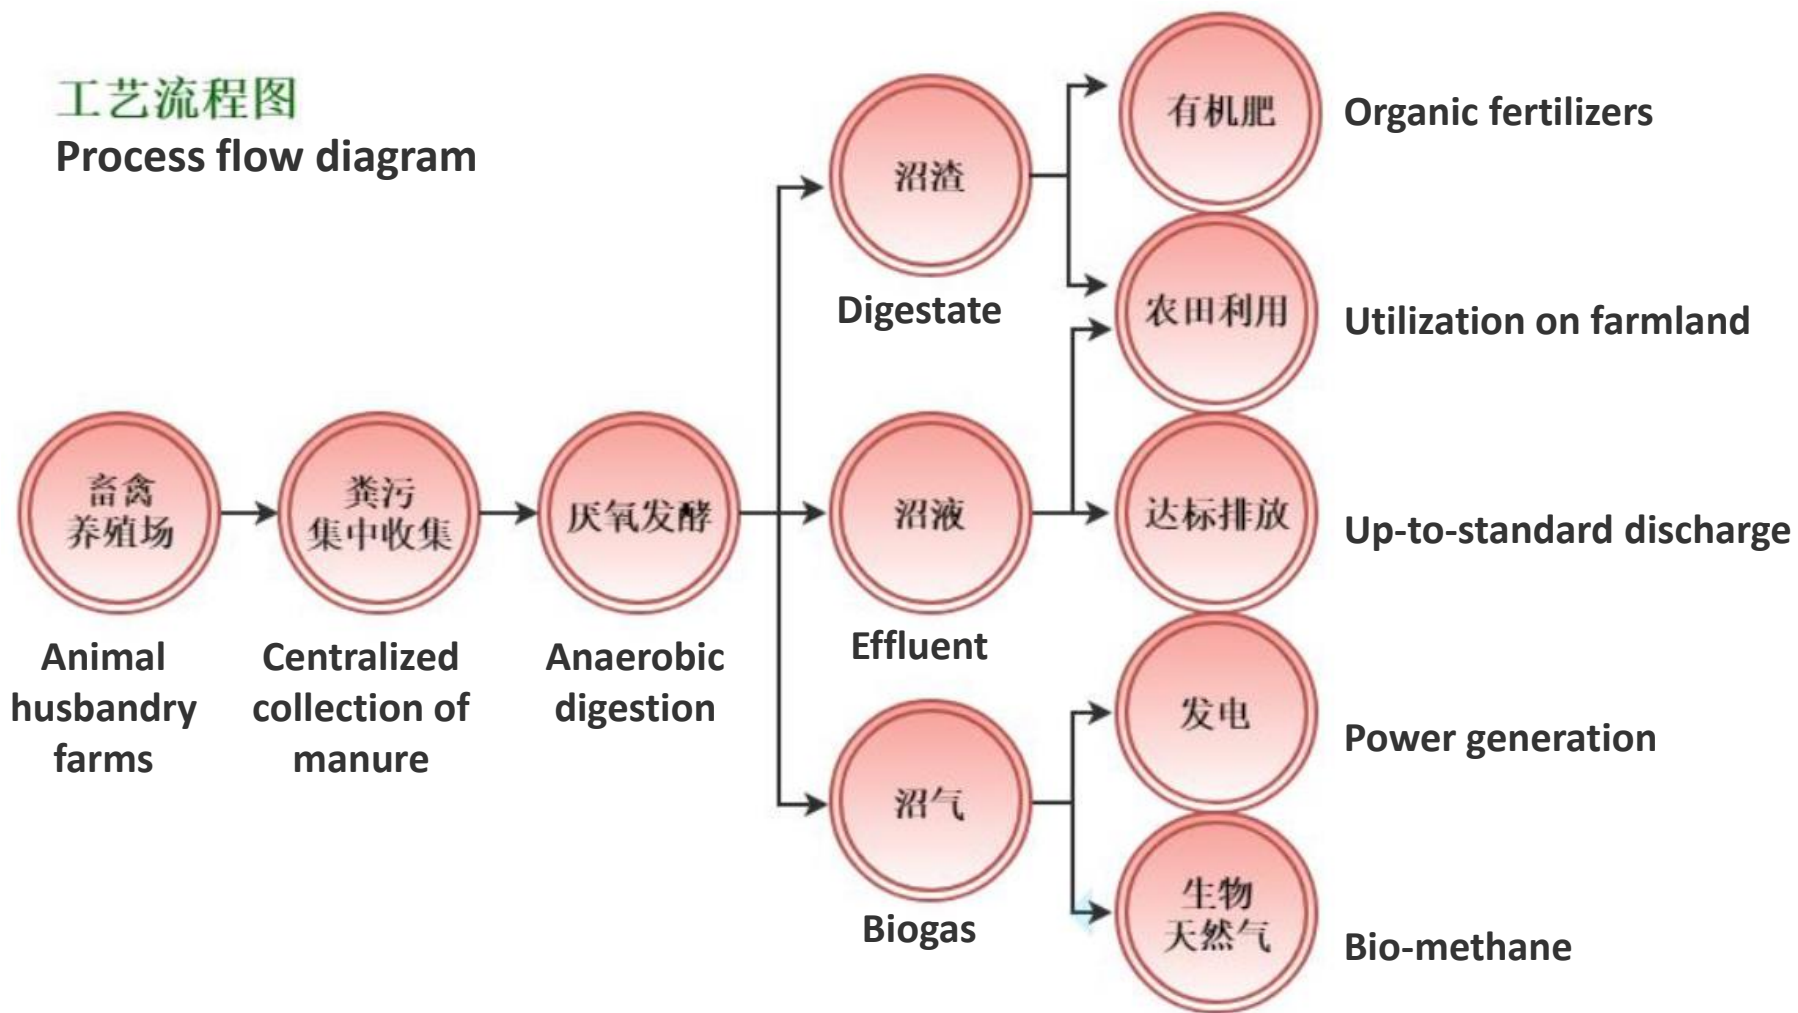 工艺流程图
Process flow diagram
畜禽
养殖场
Animal
husbandry
farms
粪污
集中收集
Centralized
collection of
manure
厌氧发酵
Anaerobic
digestion
沼渣
Digestate
沼液
Effluent
沼气
Biogas
有机肥
Organic fertilizers
农田利用
Utilization on farmland
达标排放
Up-to-standard discharge
发电
Power generation
生物
天然气
Bio-methane